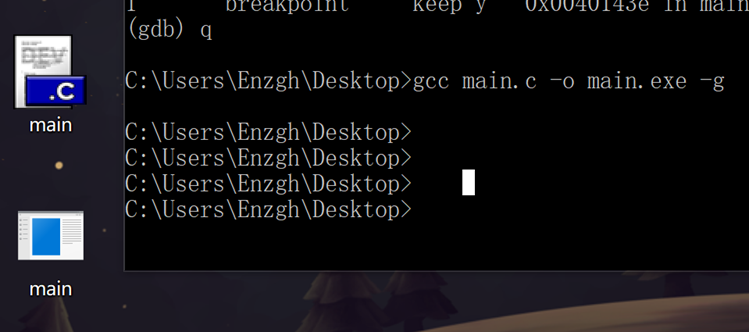 1 breakpoint keep y 0x0040143e in main
(gdb) q
C:\Users\Enzgh\Desktop>gcc main.c -o main.exe -g
C:\Users\Enzgh\Desktop>
C:\Users\Enzgh\Desktop>
C:\Users\Enzgh\Desktop>
C:\Users\Enzgh\Desktop>
.C
main
main